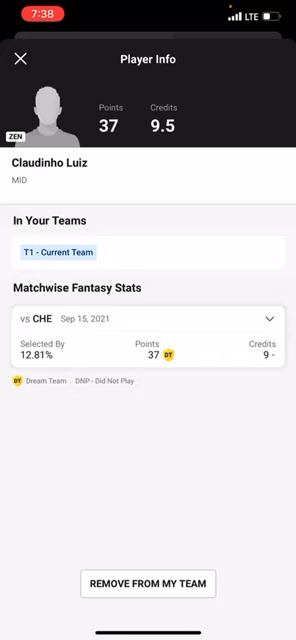 7:38
LTE
Player Info
Points
Credits
37
9.5
ZEN
Claudinho Luiz
MID
In Your Teams
T1 - Current Team
Matchwise Fantasy Stats
vs CHE Sep 15, 2021
Selected By
Points
Credits
12.81%
37 DT
9 -
DT Dream Team DNP - Did Not Play
REMOVE FROM MY TEAM